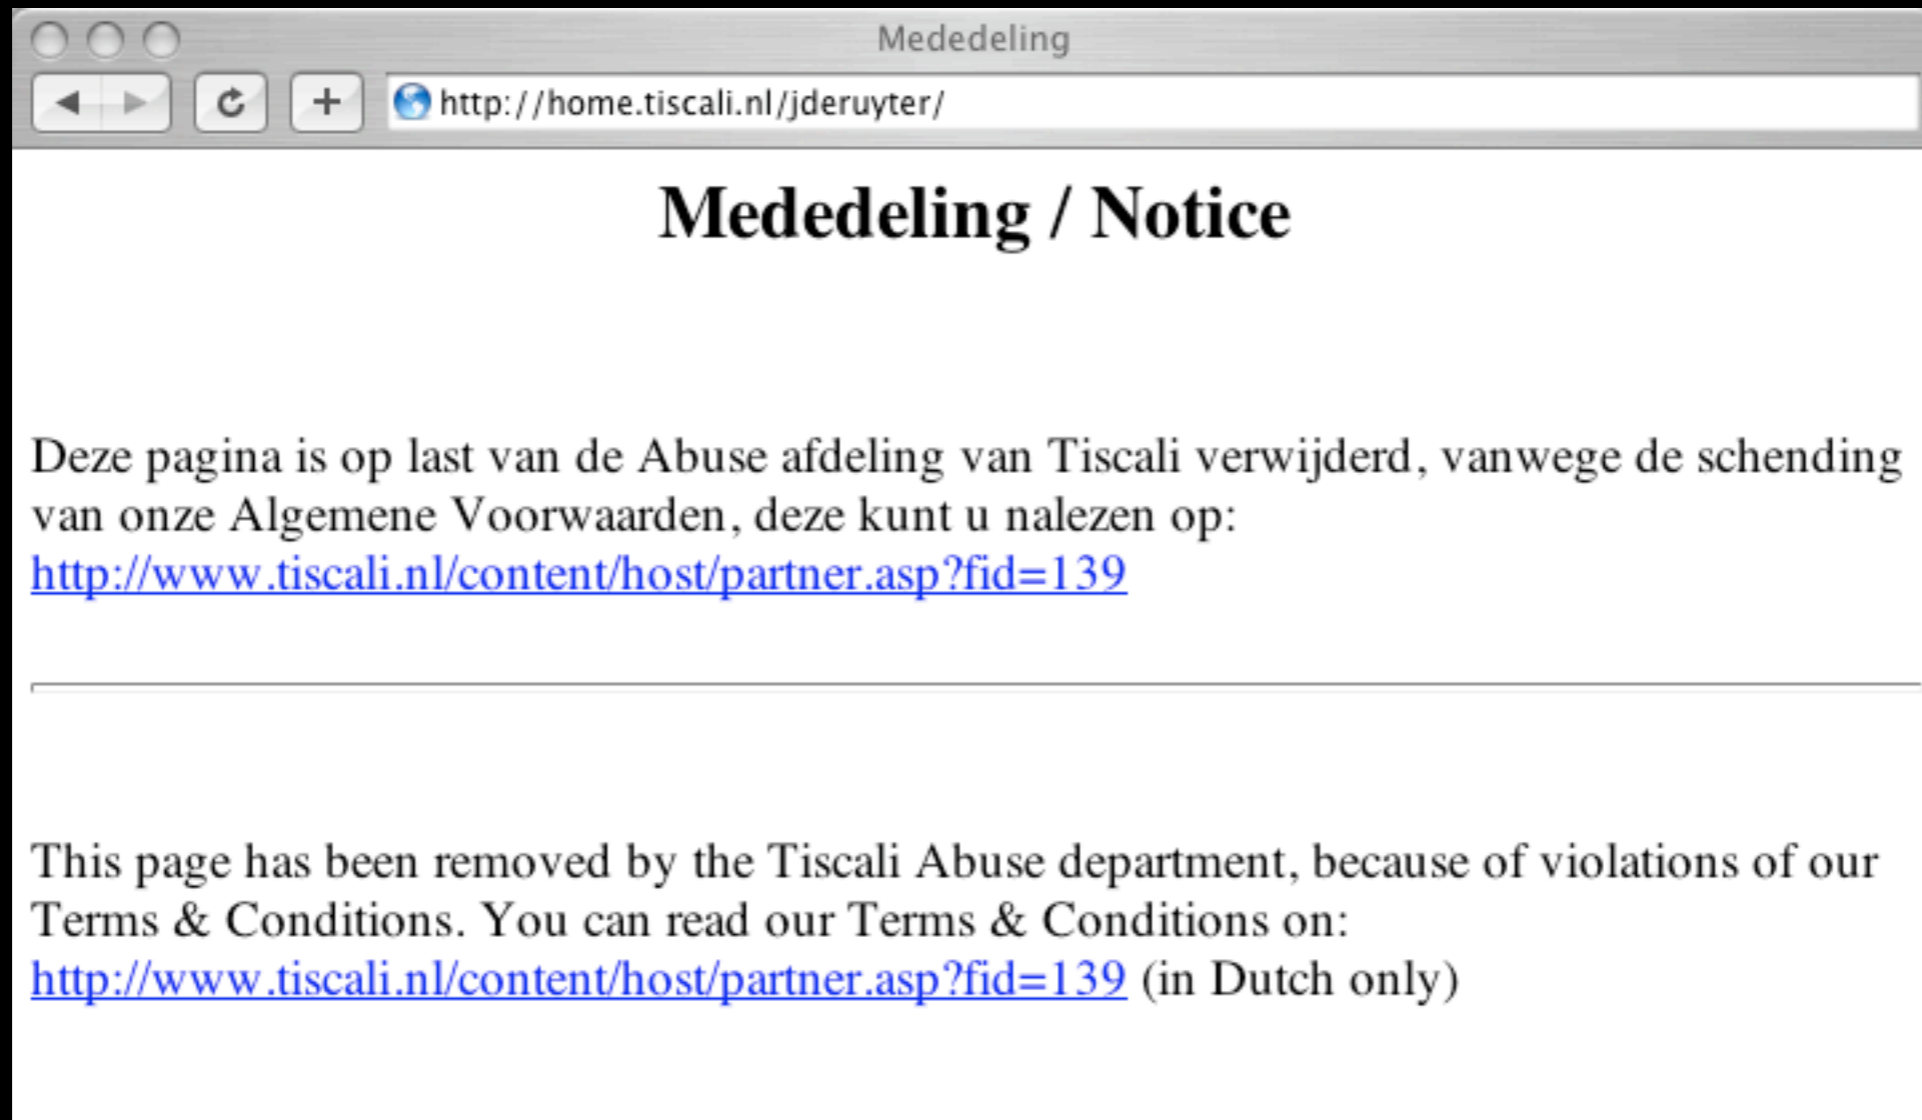 Mededeling
http://home.tiscali.nl/jderuyter/
Mededeling / Notice
Deze pagina is op last van de Abuse afdeling van Tiscali verwijderd, vanwege de schending
van onze Algemene Voorwaarden, deze kunt u nalezen op:
http://www.tiscali.nl/content/host/partner.asp?fid=139
This page has been removed by the Tiscali Abuse department, because of violations of our
Terms & Conditions. You can read our Terms & Conditions on:
http://www.tiscali.nl/content/host/partner.asp?fid=139 (in Dutch only)